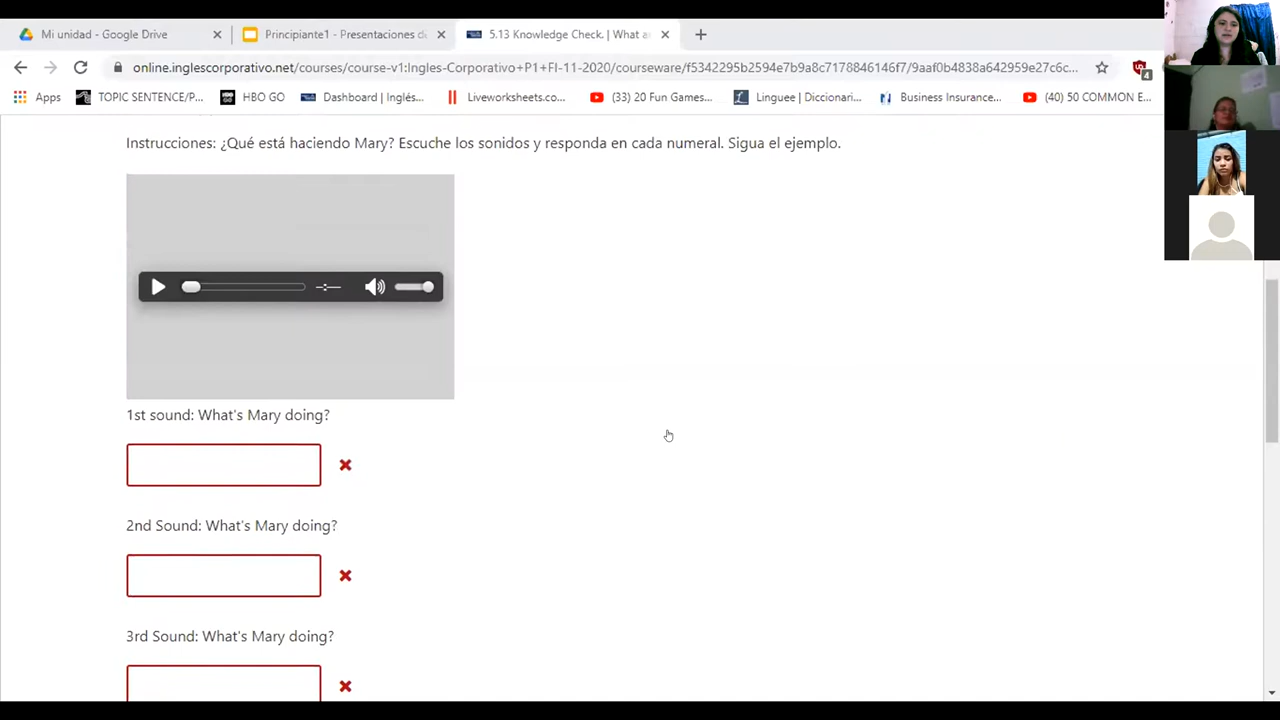 Mi unidad - Google Drive
Principiante1 - Presentaciones d
5.13 Knowledge Check. | What a
online.inglescorporativo.net/courses/course-v1:Ingles-Corporativo+P1+FI-11-2020/courseware/f5342295b2594e7b9a8c7178846146f7/9aaf0b4838a642959e27c6c...
4
Apps
TOPIC SENTENCE/P...
HBO GO
Dashboard | Inglés...
Liveworksheets.co...
(33) 20 Fun Games...
Linguee | Diccionari...
Business Insurance...
(40) 50 COMMON E...
Instrucciones: ¿Qué está haciendo Mary? Escuche los sonidos y responda en cada numeral. Sigua el ejemplo.
1st sound: What's Mary doing?
2nd Sound: What's Mary doing?
3rd Sound: What's Mary doing?